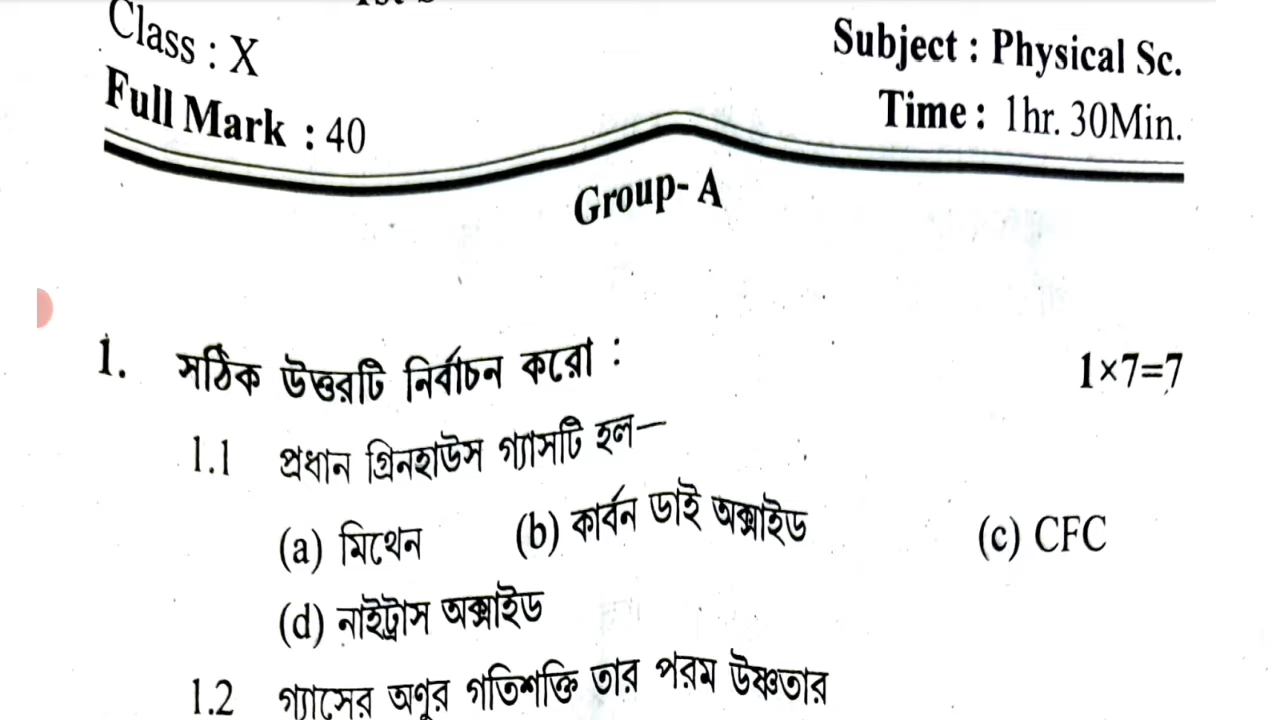 Class : X
Subject : Physical Sc.
Full Mark : 40
Time : 1hr. 30Min.
Group- A
1. সঠিক উত্তরটি নির্বাচন করো : 1×7=7
1.1 প্রধান গ্রিনহাউস গ্যাসটি হল—
(a) মিথেন (b) কার্বন ডাই অক্সাইড (c) CFC
(d) নাইট্রাস অক্সাইড
1.2 গ্যাসের অণুর গতিশক্তি তার পরম উষ্ণতার